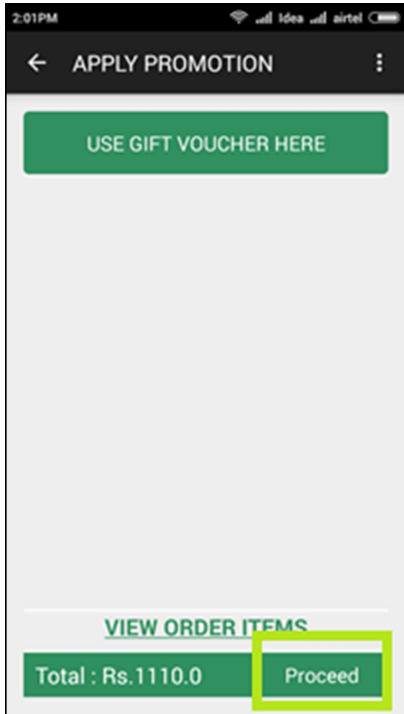 2:01PM Idea airtel
APPLY PROMOTION
USE GIFT VOUCHER HERE
VIEW ORDER ITEMS
Total : Rs.1110.0 Proceed